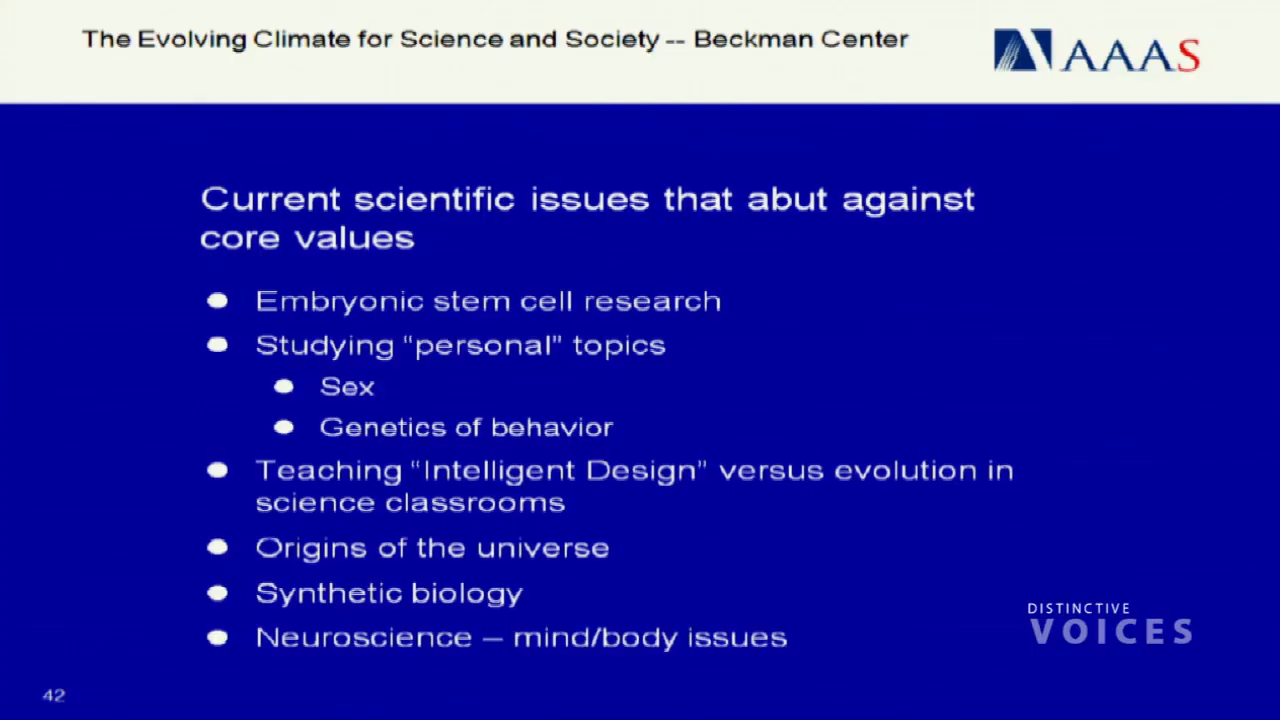 The Evolving Climate for Science and Society -- Beckman Center
AAAS
Current scientific issues that abut against
core values
Embryonic stem cell research
Studying “personal” topics
Sex
Genetics of behavior
Teaching “Intelligent Design” versus evolution in
science classrooms
Origins of the universe
Synthetic biology
Neuroscience – mind/body issues
DISTINCTIVE
VOICES
42